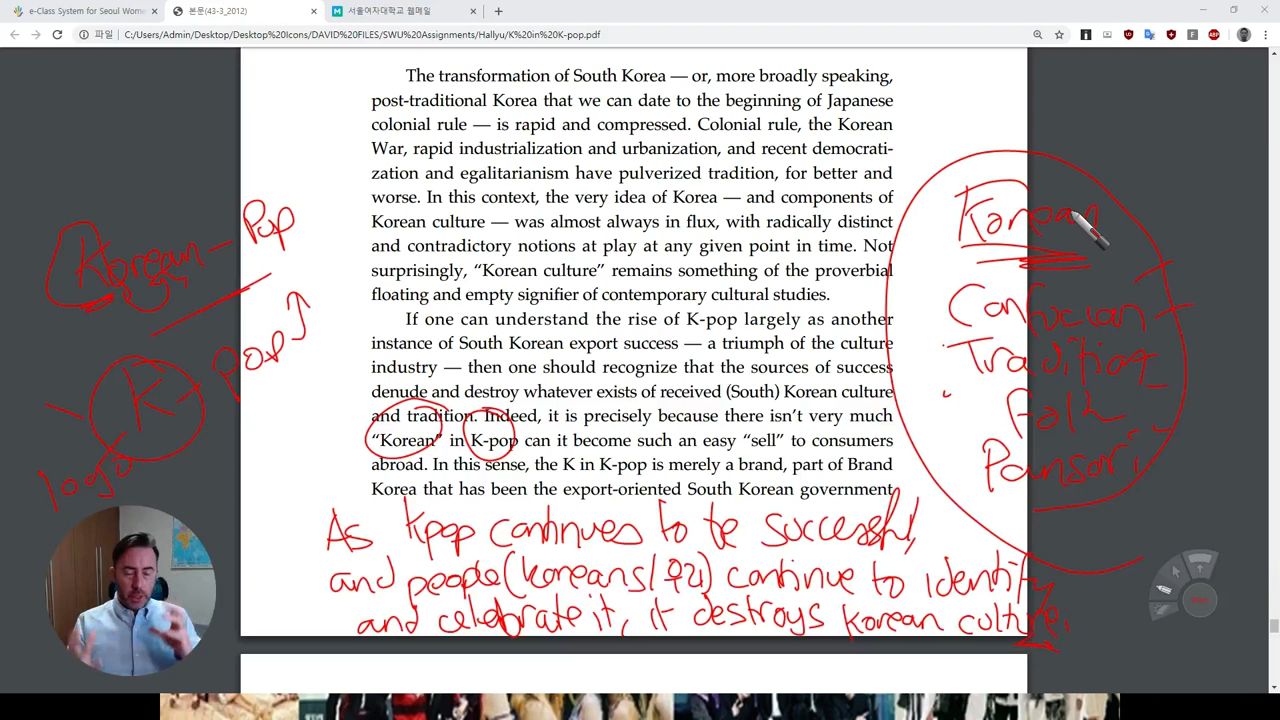 e-Class System for Seoul Wome
본문(43-3_2012)
서울여자대학교 웹메일
파일
C:/Users/Admin/Desktop/Desktop%20Icons/DAVID%20FILES/SWU%20Assignments/Hallyu/K%20in%20K-pop.pdf
The transformation of South Korea — or, more broadly speaking,
post-traditional Korea that we can date to the beginning of Japanese
colonial rule — is rapid and compressed. Colonial rule, the Korean
War, rapid industrialization and urbanization, and recent democrati-
zation and egalitarianism have pulverized tradition, for better and
worse. In this context, the very idea of Korea — and components of
Korean culture — was almost always in flux, with radically distinct
and contradictory notions at play at any given point in time. Not
surprisingly, “Korean culture” remains something of the proverbial
floating and empty signifier of contemporary cultural studies.
If one can understand the rise of K-pop largely as another
instance of South Korean export success — a triumph of the culture
industry — then one should recognize that the sources of success
denude and destroy whatever exists of received (South) Korean culture
and tradition. Indeed, it is precisely because there isn’t very much
“Korean” in K-pop can it become such an easy “sell” to consumers
abroad. In this sense, the K in K-pop is merely a brand, part of Brand
Korea that has been the export-oriented South Korean government
Korean - Pop
K - Pop
logo
Korean
Confucian -
Tradition
Folk
Pansori
As Kpop continues to be successful,
and people (Koreans/우리) continue to identify
and celebrate it, it destroys Korean culture.